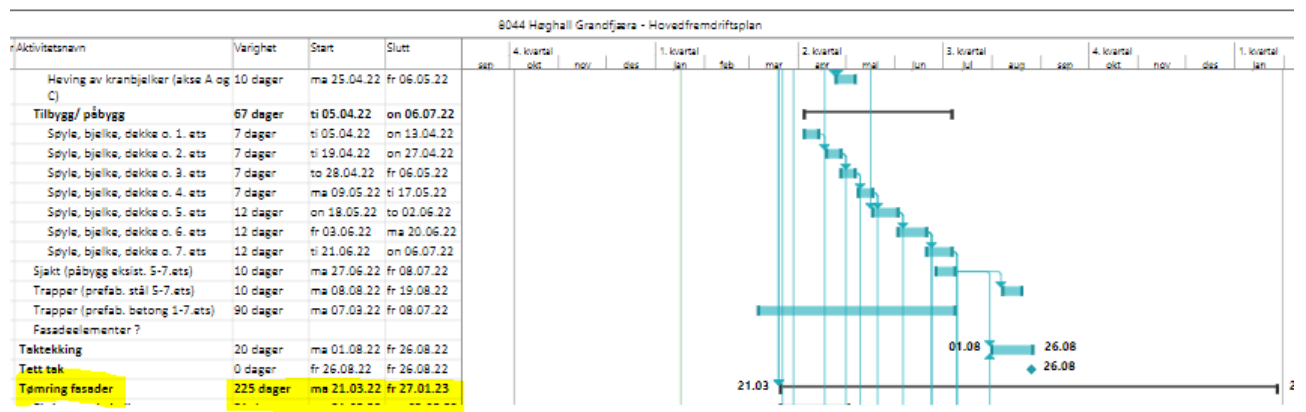 8044 Høghall Grandfjæra - Hovedfremdriftsplan
Aktivitetsnavn Varighet Start Slutt 4. kvartal 1. kvartal 2. kvartal 3. kvartal 4. kvartal 1. kvartal
sep okt nov des jan feb mar apr mai jun jul aug sep okt nov des jan
Heving av kranbjelker (akse A og 10 dager ma 25.04.22 fr 06.05.22
C)
Tilbygg/ påbygg 67 dager ti 05.04.22 on 06.07.22
Søyle, bjelke, dekke o. 1. ets 7 dager ti 05.04.22 on 13.04.22
Søyle, bjelke, dekke o. 2. ets 7 dager ti 19.04.22 on 27.04.22
Søyle, bjelke, dekke o. 3. ets 7 dager to 28.04.22 fr 06.05.22
Søyle, bjelke, dekke o. 4. ets 7 dager ma 09.05.22 ti 17.05.22
Søyle, bjelke, dekke o. 5. ets 12 dager on 18.05.22 to 02.06.22
Søyle, bjelke, dekke o. 6. ets 12 dager fr 03.06.22 ma 20.06.22
Søyle, bjelke, dekke o. 7. ets 12 dager ti 21.06.22 on 06.07.22
Sjakt (påbygg eksist. 5-7.ets) 10 dager ma 27.06.22 fr 08.07.22
Trapper (prefab. stål 5-7.ets) 10 dager ma 08.08.22 fr 19.08.22
Trapper (prefab. betong 1-7.ets) 90 dager ma 07.03.22 fr 08.07.22
Fasadeelementer ?
Taktekking 20 dager ma 01.08.22 fr 26.08.22 01.08 26.08
Tett tak 0 dager fr 26.08.22 fr 26.08.22 26.08
Tømring fasader 225 dager ma 21.03.22 fr 27.01.23 21.03 2